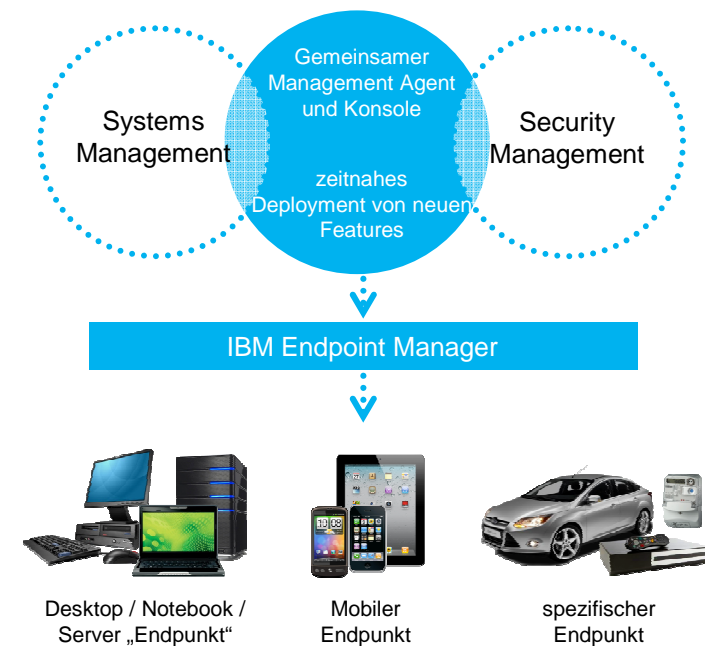 Gemeinsamer
Management Agent
und Konsole
Systems
Management
Security
Management
zeitnahes
Deployment von neuen
Features
IBM Endpoint Manager
Desktop / Notebook /
Server „Endpunkt“
Mobiler
Endpunkt
spezifischer
Endpunkt